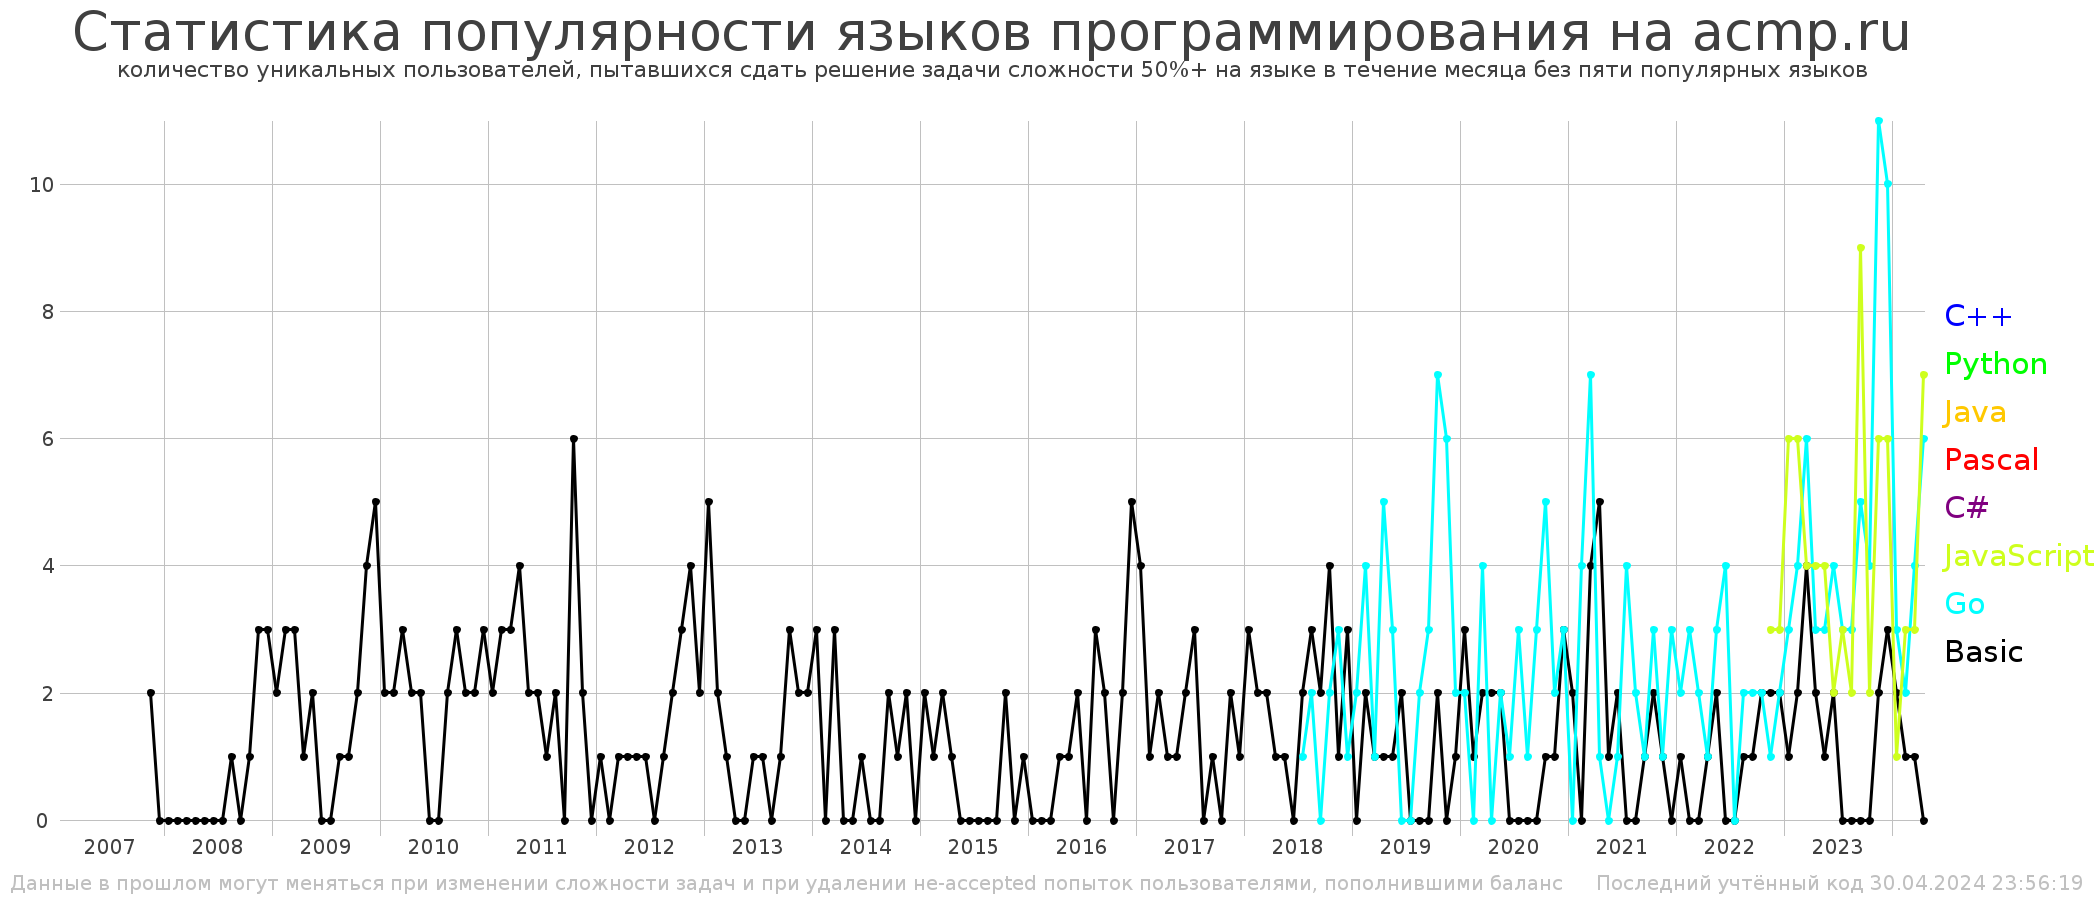 Статистика популярности языков программирования на acmp.ru
количество уникальных пользователей, пытавшихся сдать решение задачи сложности 50%+ на языке в течение месяца без пяти популярных языков
10
8
6
4
2
0
C++
Python
Java
Pascal
C#
JavaScript
Go
Basic
2007 2008 2009 2010 2011 2012 2013 2014 2015 2016 2017 2018 2019 2020 2021 2022 2023
Данные в прошлом могут меняться при изменении сложности задач и при удалении не-accepted попыток пользователями, пополнившими баланс Последний учтённый код 30.04.2024 23:56:19